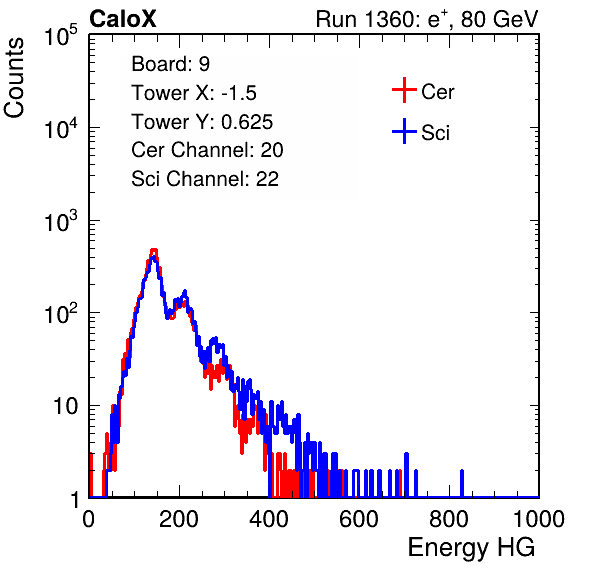 CaloX Run 1360: e⁺, 80 GeV
Counts
10⁵
10⁴
10³
10²
10
1
Board: 9
Tower X: -1.5
Tower Y: 0.625
Cer Channel: 20
Sci Channel: 22
Cer
Sci
0 200 400 600 800 1000
Energy HG